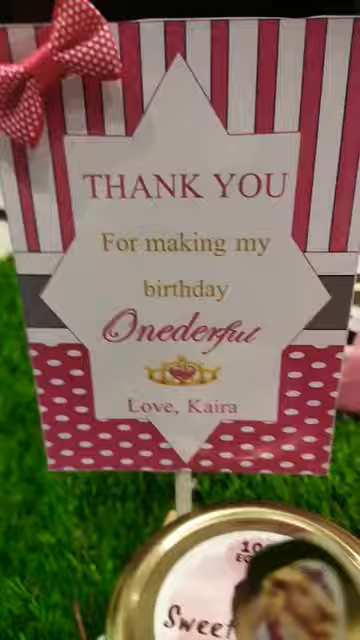 THANK YOU
For making my
birthday
Onederful
Love, Kaira
Sweet